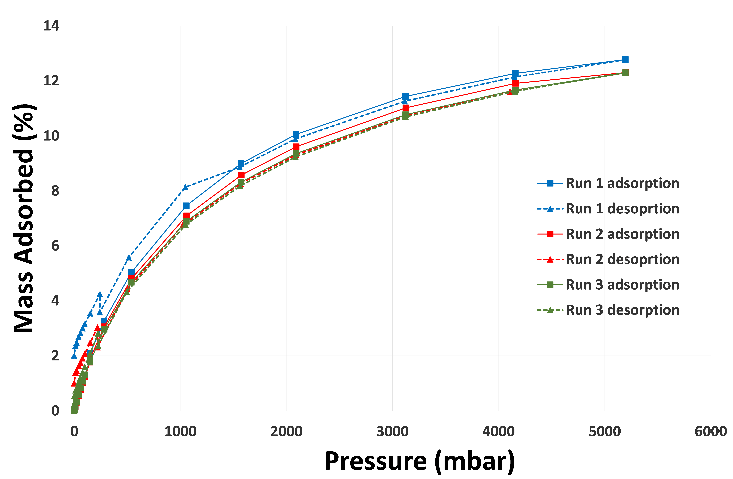 14
12
10
8
6
4
2
0
Mass Adsorbed (%)
Run 1 adsorption
Run 1 desoprtion
Run 2 adsorption
Run 2 desoprtion
Run 3 adsorption
Run 3 desorption
0 1000 2000 3000 4000 5000 6000
Pressure (mbar)